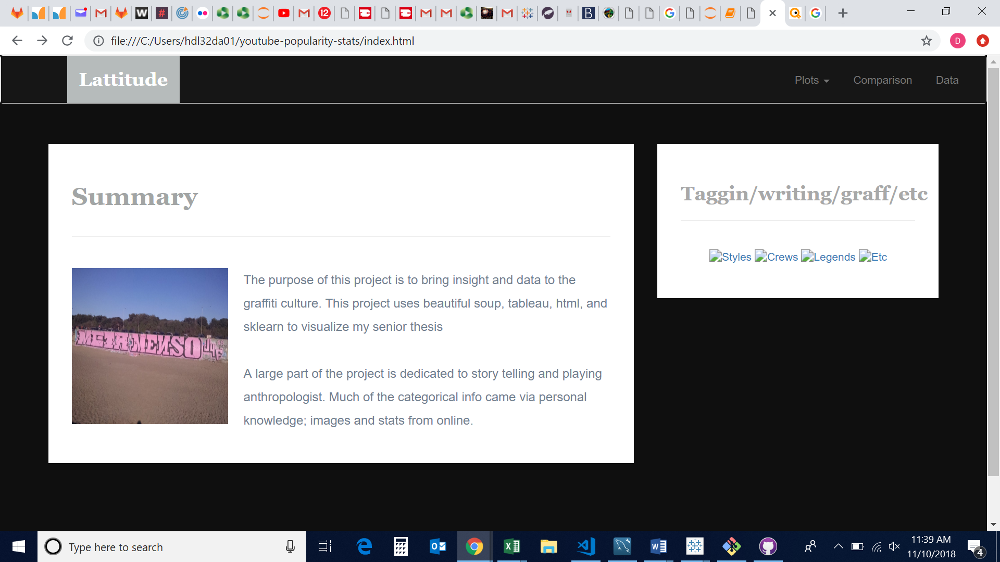 12
file:///C:/Users/hdl32da01/youtube-popularity-stats/index.html
D
Lattitude
Plots
Comparison
Data
Summary
Taggin/writing/graff/etc
Styles Crews Legends Etc
META MENSO
The purpose of this project is to bring insight and data to the
graffiti culture. This project uses beautiful soup, tableau, html, and
sklearn to visualize my senior thesis
A large part of the project is dedicated to story telling and playing
anthropologist. Much of the categorical info came via personal
knowledge; images and stats from online.
Type here to search
11:39 AM
11/10/2018
4